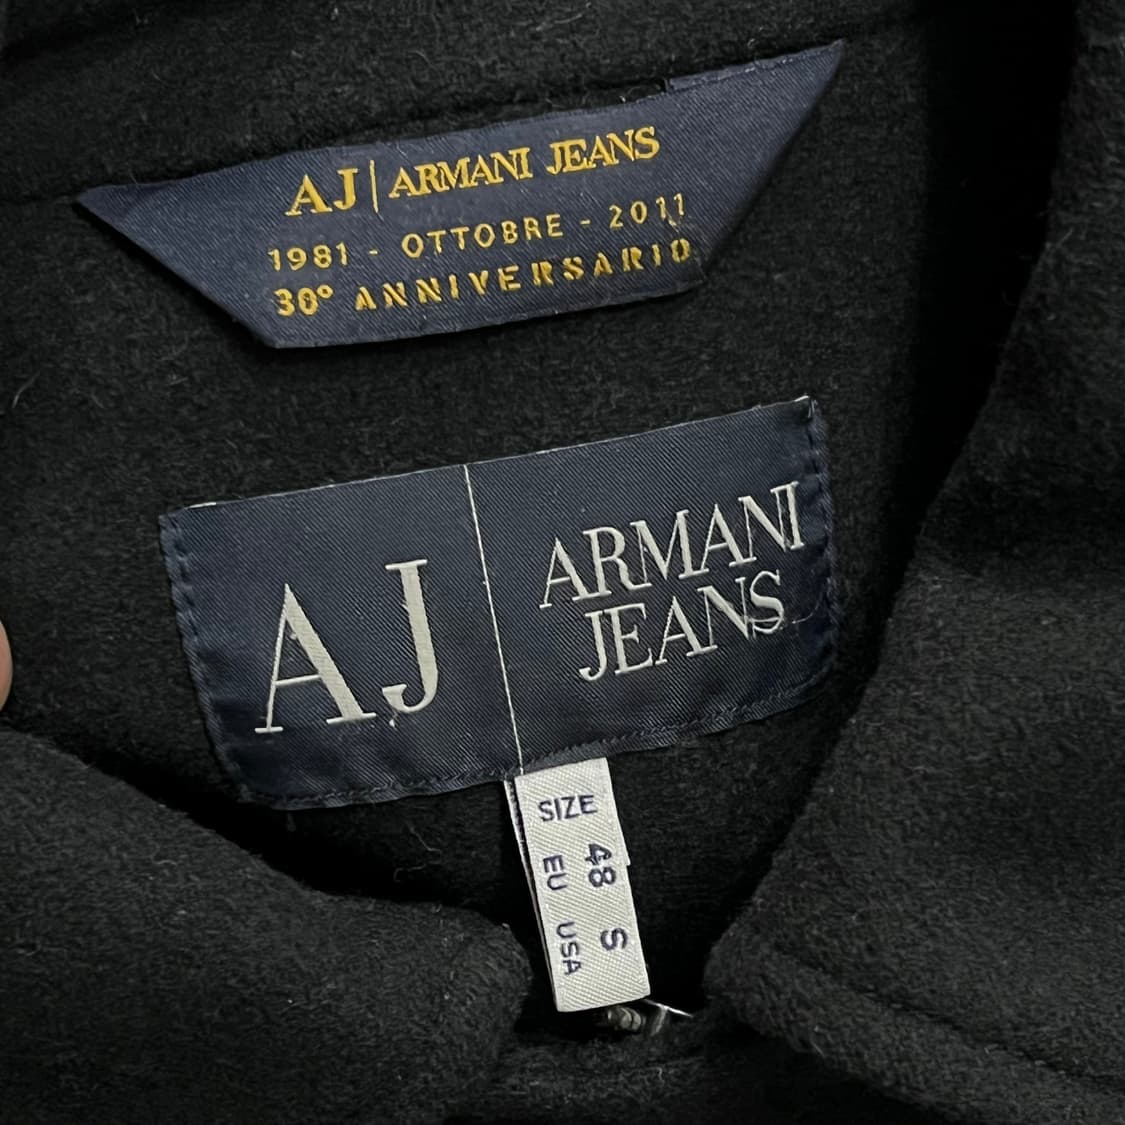 AJ | ARMANI JEANS
1981 - OTTOBRE - 2011
30° ANNIVERSARIO
AJ
ARMANI
JEANS
SIZE
48 S
EU USA